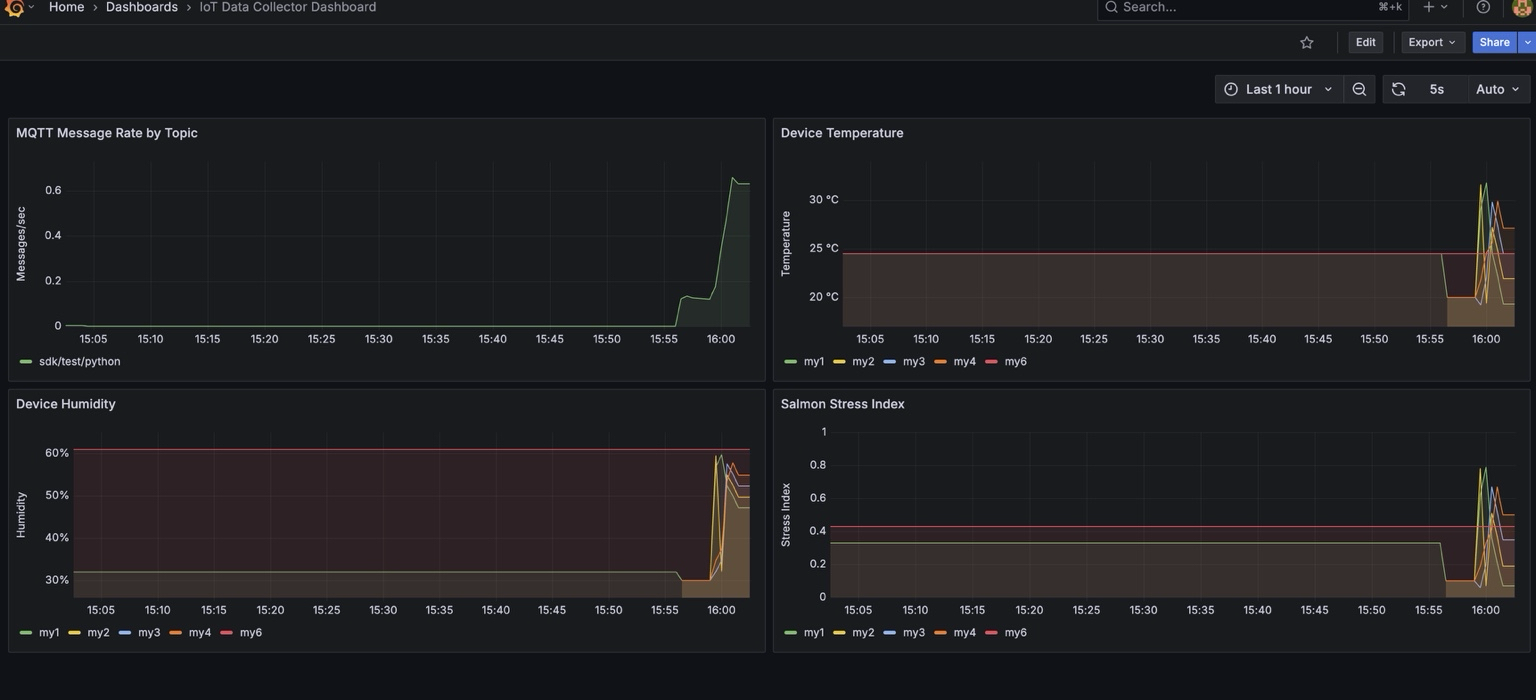 Home › Dashboards › IoT Data Collector Dashboard
Search... ⌘+k
Edit Export Share
Last 1 hour 5s Auto
MQTT Message Rate by Topic
Messages/sec
0.6
0.4
0.2
0
15:05 15:10 15:15 15:20 15:25 15:30 15:35 15:40 15:45 15:50 15:55 16:00
sdk/test/python
Device Temperature
Temperature
30 °C
25 °C
20 °C
15:05 15:10 15:15 15:20 15:25 15:30 15:35 15:40 15:45 15:50 15:55 16:00
my1 my2 my3 my4 my6
Device Humidity
Humidity
60%
50%
40%
30%
15:05 15:10 15:15 15:20 15:25 15:30 15:35 15:40 15:45 15:50 15:55 16:00
my1 my2 my3 my4 my6
Salmon Stress Index
Stress Index
1
0.8
0.6
0.4
0.2
0
15:05 15:10 15:15 15:20 15:25 15:30 15:35 15:40 15:45 15:50 15:55 16:00
my1 my2 my3 my4 my6